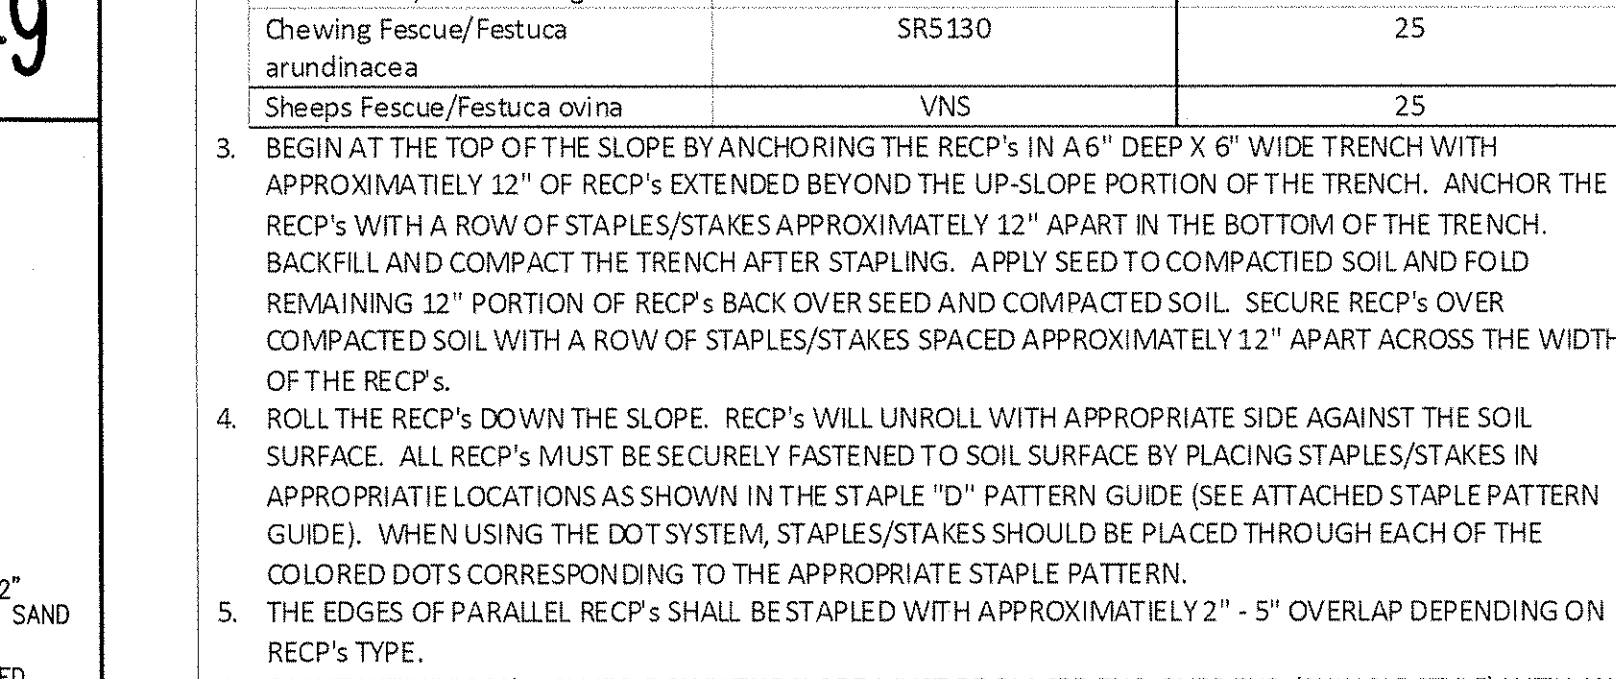 Chewing Fescue/Festuca arundinacea SR5130 25
Sheeps Fescue/Festuca ovina VNS 25
3. BEGIN AT THE TOP OF THE SLOPE BY ANCHORING THE RECP's IN A 6" DEEP X 6" WIDE TRENCH WITH
APPROXIMATIELY 12" OF RECP's EXTENDED BEYOND THE UP-SLOPE PORTION OF THE TRENCH. ANCHOR THE
RECP's WITH A ROW OF STAPLES/STAKES APPROXIMATELY 12" APART IN THE BOTTOM OF THE TRENCH.
BACKFILL AND COMPACT THE TRENCH AFTER STAPLING. APPLY SEED TO COMPACTIED SOIL AND FOLD
REMAINING 12" PORTION OF RECP's BACK OVER SEED AND COMPACTED SOIL. SECURE RECP's OVER
COMPACTED SOIL WITH A ROW OF STAPLES/STAKES SPACED APPROXIMATELY 12" APART ACROSS THE WIDTH
OF THE RECP's.
4. ROLL THE RECP's DOWN THE SLOPE. RECP's WILL UNROLL WITH APPROPRIATE SIDE AGAINST THE SOIL
SURFACE. ALL RECP's MUST BE SECURELY FASTENED TO SOIL SURFACE BY PLACING STAPLES/STAKES IN
APPROPRIATIE LOCATIONS AS SHOWN IN THE STAPLE "D" PATTERN GUIDE (SEE ATTACHED STAPLE PATTERN
GUIDE). WHEN USING THE DOT SYSTEM, STAPLES/STAKES SHOULD BE PLACED THROUGH EACH OF THE
COLORED DOTS CORRESPONDING TO THE APPROPRIATE STAPLE PATTERN.
5. THE EDGES OF PARALLEL RECP's SHALL BE STAPLED WITH APPROXIMATIELY 2" - 5" OVERLAP DEPENDING ON
RECP's TYPE.
2"
SAND